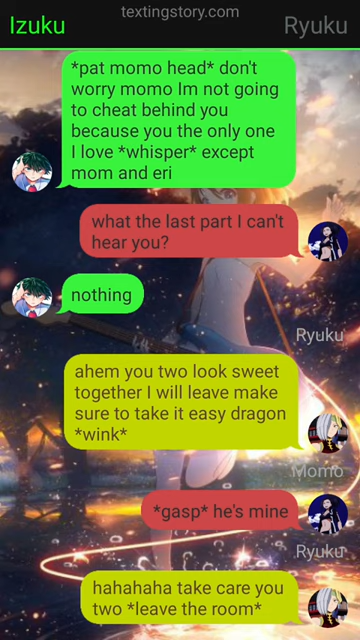 textingstory.com
Izuku
Ryuku
*pat momo head* don't
worry momo Im not going
to cheat behind you
because you the only one
I love *whisper* except
mom and eri
what the last part I can't
hear you?
nothing
Ryuku
ahem you two look sweet
together I will leave make
sure to take it easy dragon
*wink*
Momo
*gasp* he's mine
Ryuku
hahahaha take care you
two *leave the room*